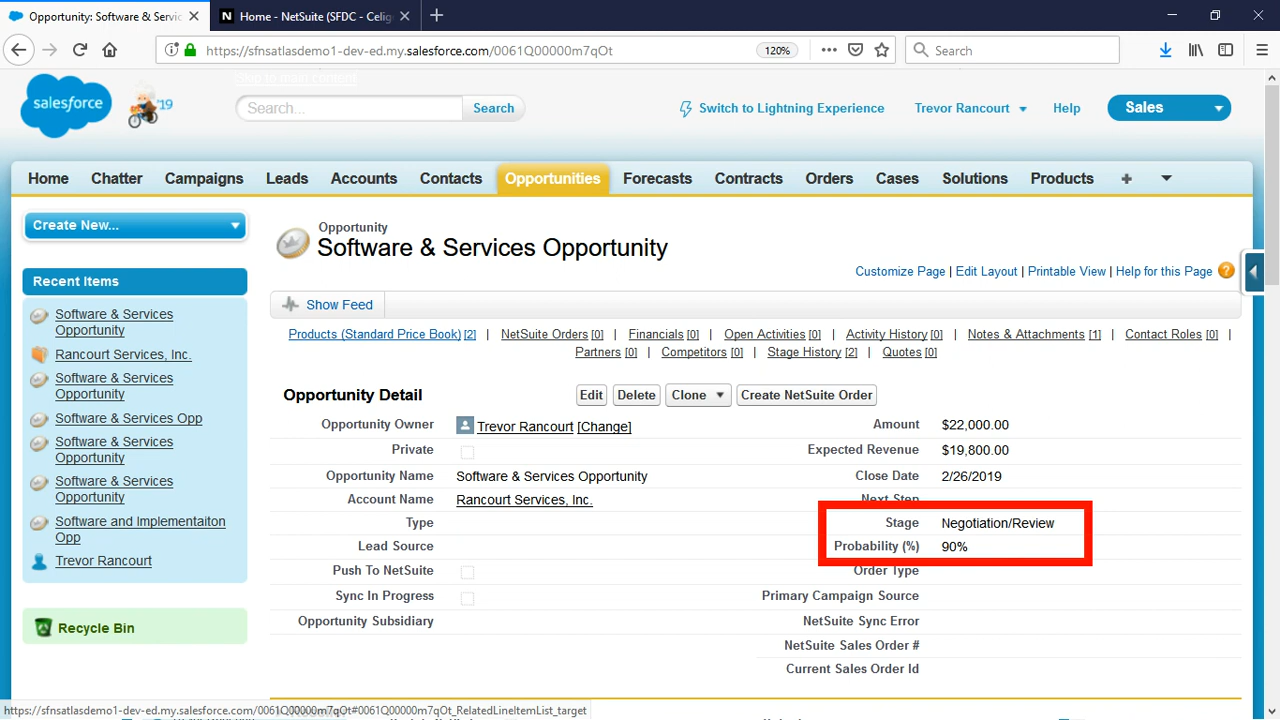 Opportunity: Software & Servic
Home - NetSuite (SFDC - Celig
https://sfnsatlasdemo1-dev-ed.my.salesforce.com/0061Q00000m7qOt
120%
Search
Skip to main content
salesforce
'19
Search...
Search
Switch to Lightning Experience
Trevor Rancourt
Help
Sales
Home Chatter Campaigns Leads Accounts Contacts Opportunities Forecasts Contracts Orders Cases Solutions Products +
Create New...
Recent Items
Software & Services
Opportunity
Rancourt Services, Inc.
Software & Services
Opportunity
Software & Services Opp
Software & Services
Opportunity
Software & Services
Opportunity
Software and Implementaiton
Opp
Trevor Rancourt
Recycle Bin
Opportunity
Software & Services Opportunity
Customize Page | Edit Layout | Printable View | Help for this Page ?
Show Feed
Products (Standard Price Book) [2] | NetSuite Orders [0] | Financials [0] | Open Activities [0] | Activity History [0] | Notes & Attachments [1] | Contact Roles [0] |
Partners [0] | Competitors [0] | Stage History [2] | Quotes [0]
Opportunity Detail
Edit Delete Clone Create NetSuite Order
Opportunity Owner Trevor Rancourt [Change] Amount $22,000.00
Private Expected Revenue $19,800.00
Opportunity Name Software & Services Opportunity Close Date 2/26/2019
Account Name Rancourt Services, Inc. Next Step
Type Stage Negotiation/Review
Lead Source Probability (%) 90%
Push To NetSuite Order Type
Sync In Progress Primary Campaign Source
Opportunity Subsidiary NetSuite Sync Error
NetSuite Sales Order #
Current Sales Order Id
https://sfnsatlasdemo1-dev-ed.my.salesforce.com/0061Q00000m7qOt#0061Q00000m7qOt_RelatedLineItemList_target